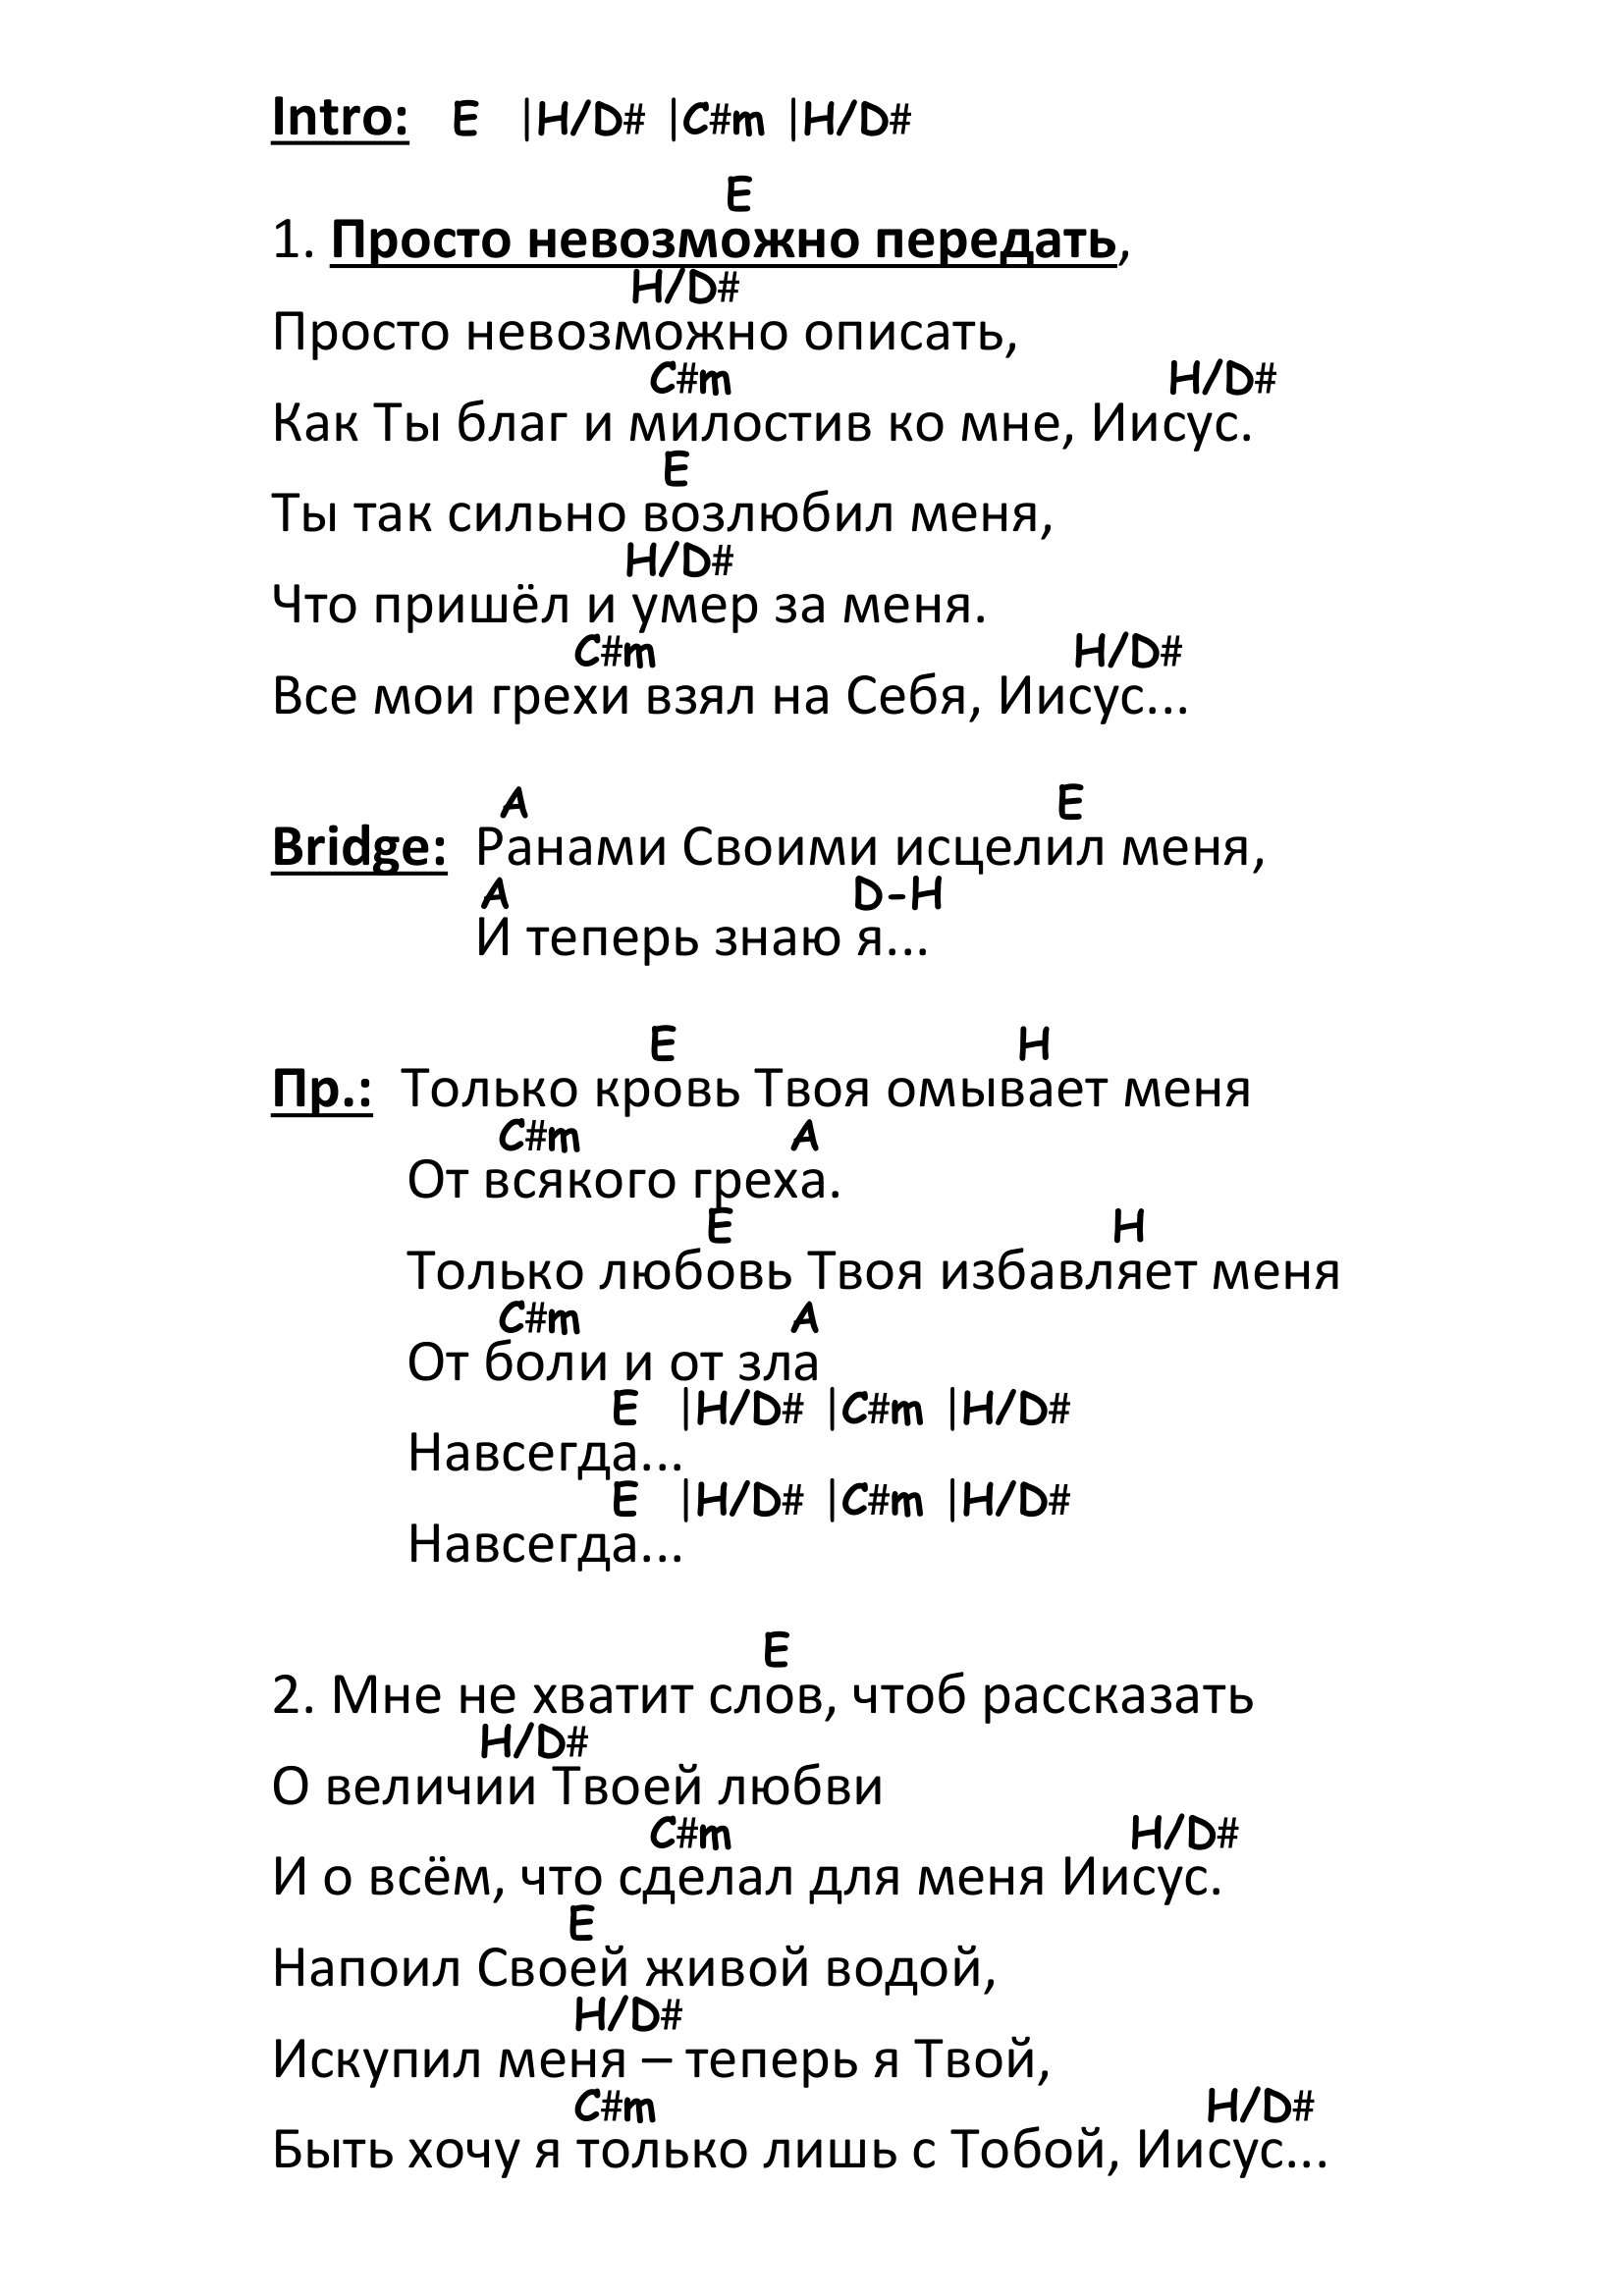 Intro: E |H/D# |C#m |H/D#
E
1. Просто невозможно передать,
H/D#
Просто невозможно описать,
C#m H/D#
Как Ты благ и милостив ко мне, Иисус.
E
Ты так сильно возлюбил меня,
H/D#
Что пришёл и умер за меня.
C#m H/D#
Все мои грехи взял на Себя, Иисус...
A E
Bridge: Ранами Своими исцелил меня,
A D-H
И теперь знаю я...
E H
Пр.: Только кровь Твоя омывает меня
C#m A
От всякого греха.
E H
Только любовь Твоя избавляет меня
C#m A
От боли и от зла
E |H/D# |C#m |H/D#
Навсегда...
E |H/D# |C#m |H/D#
Навсегда...
E
2. Мне не хватит слов, чтоб рассказать
H/D#
О величии Твоей любви
C#m H/D#
И о всём, что сделал для меня Иисус.
E
Напоил Своей живой водой,
H/D#
Искупил меня – теперь я Твой,
C#m H/D#
Быть хочу я только лишь с Тобой, Иисус...